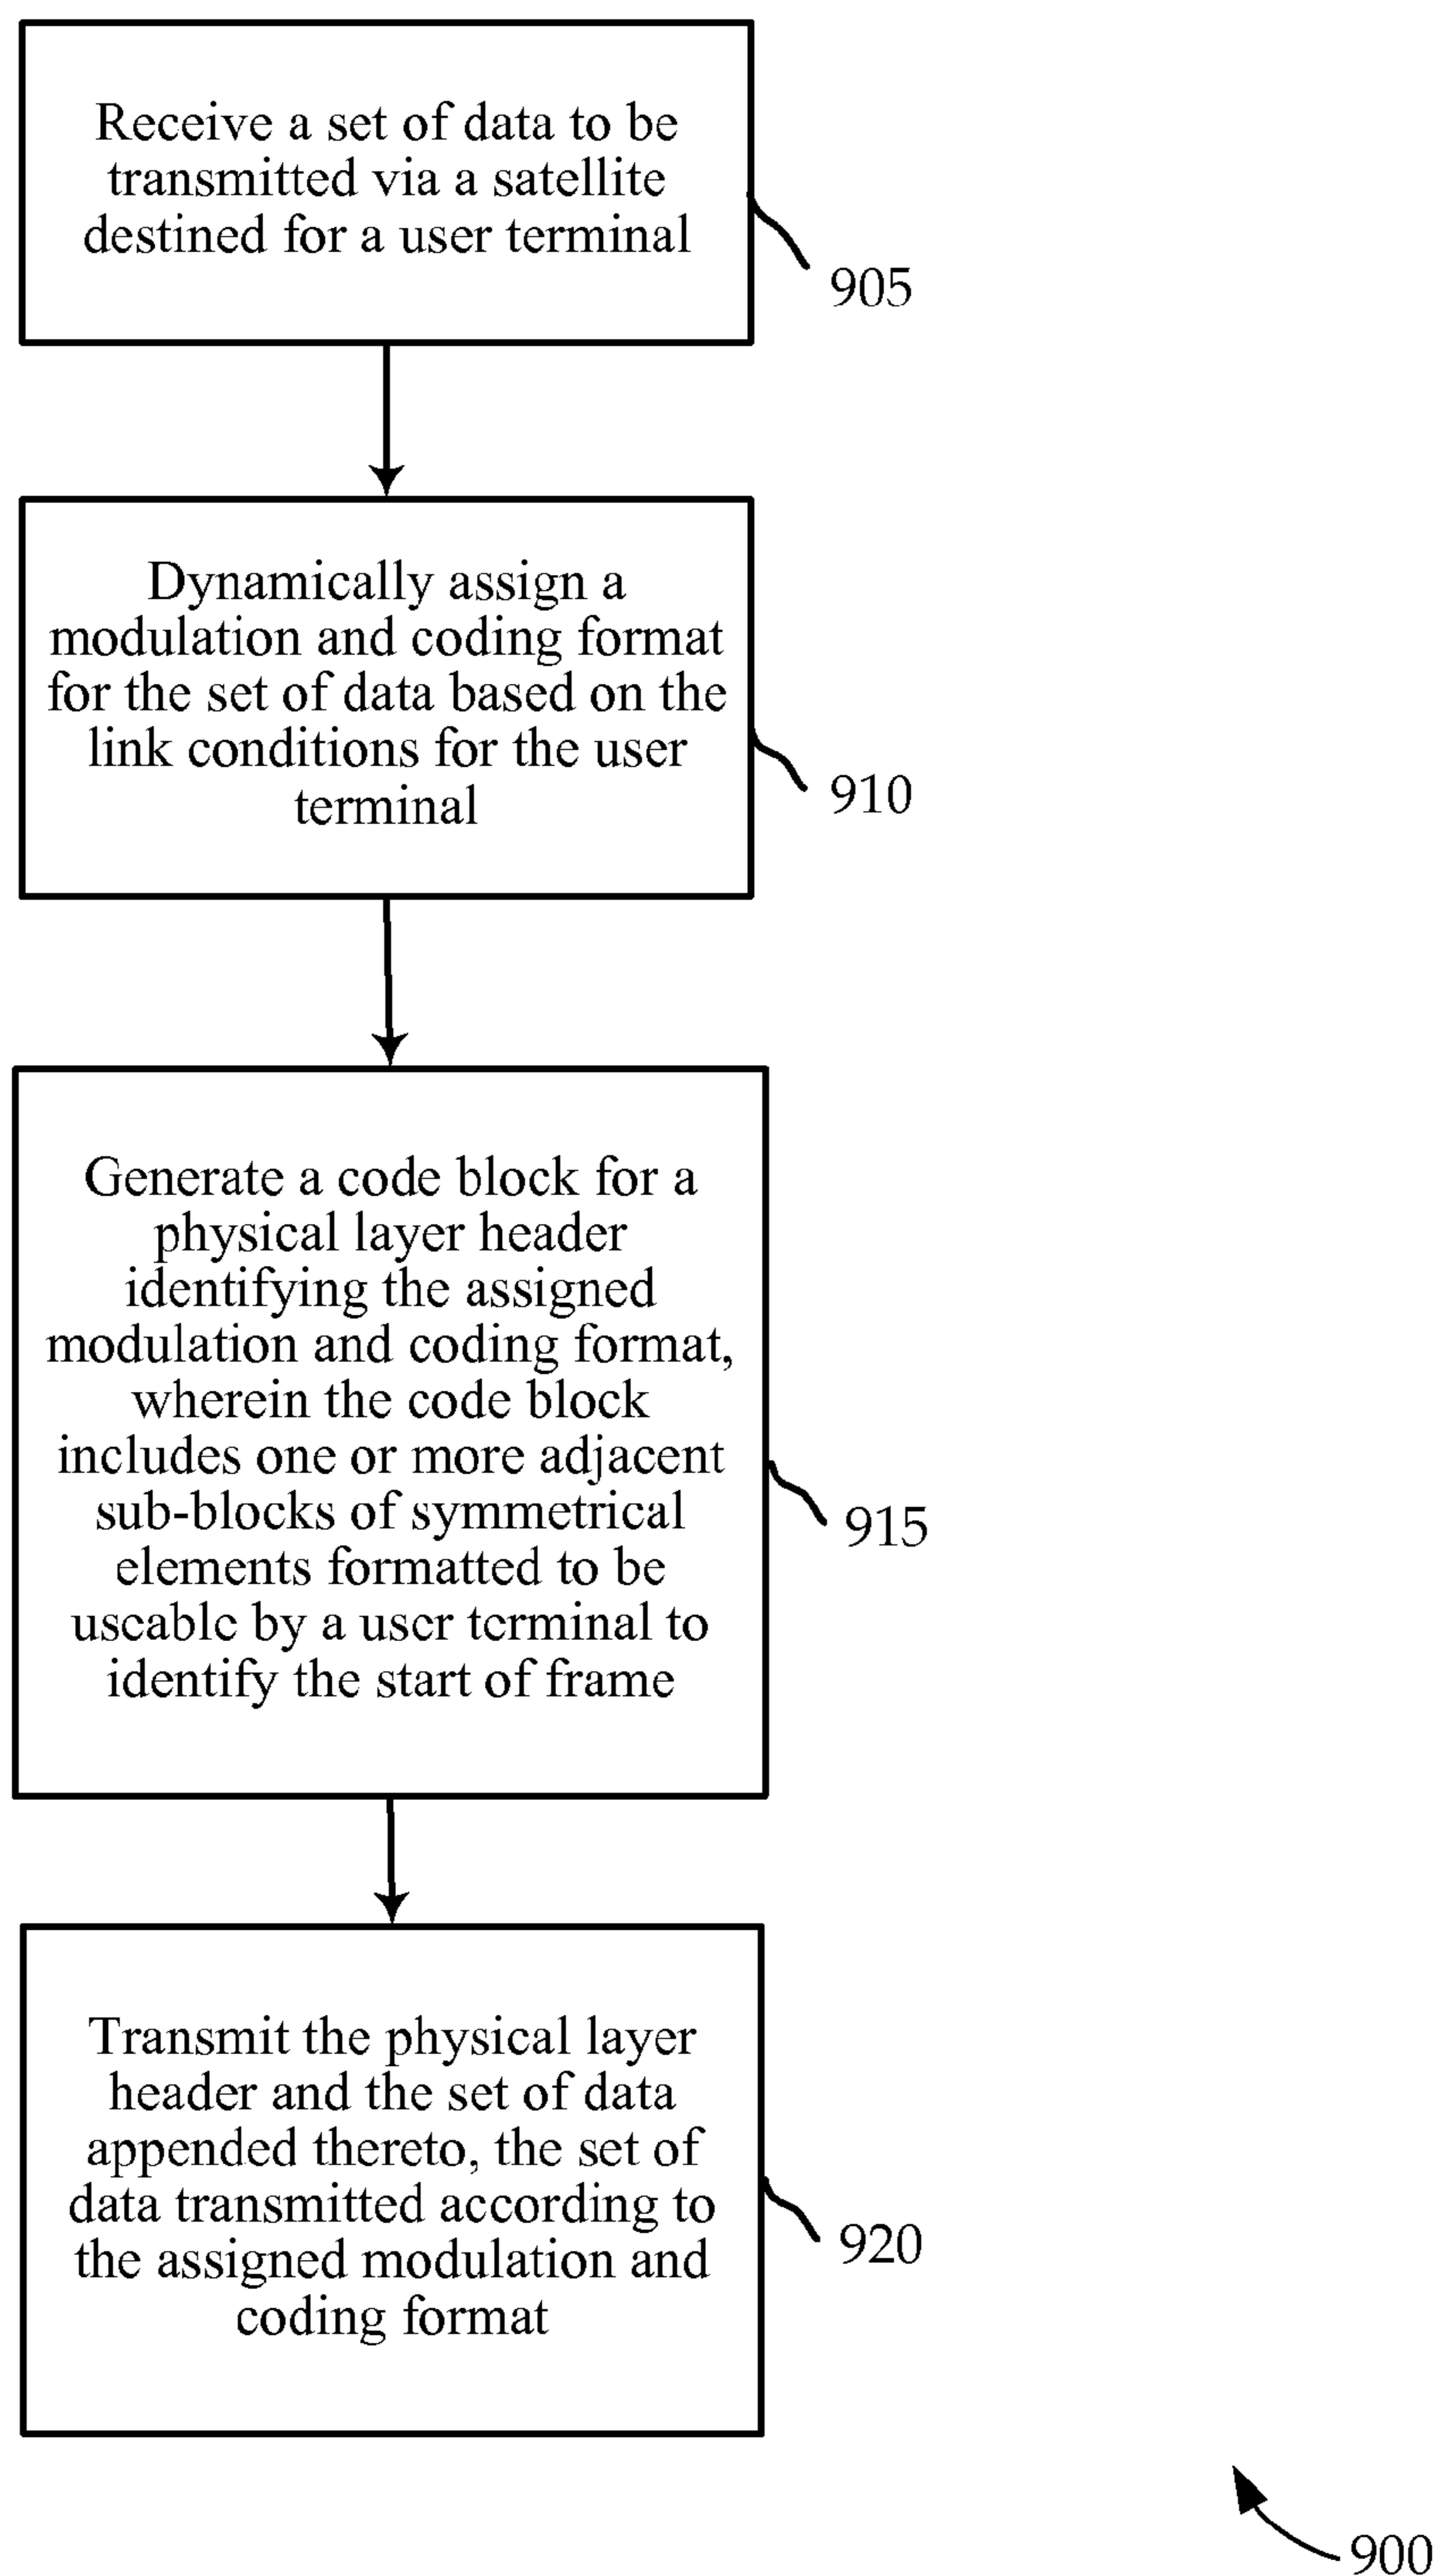 Receive a set of data to be
transmitted via a satellite
destined for a user terminal
905
Dynamically assign a
modulation and coding format
for the set of data based on the
link conditions for the user
terminal
910
Generate a code block for a
physical layer header
identifying the assigned
modulation and coding format,
wherein the code block
includes one or more adjacent
sub-blocks of symmetrical
elements formatted to be
useable by a user terminal to
identify the start of frame
915
Transmit the physical layer
header and the set of data
appended thereto, the set of
data transmitted according to
the assigned modulation and
coding format
920
900